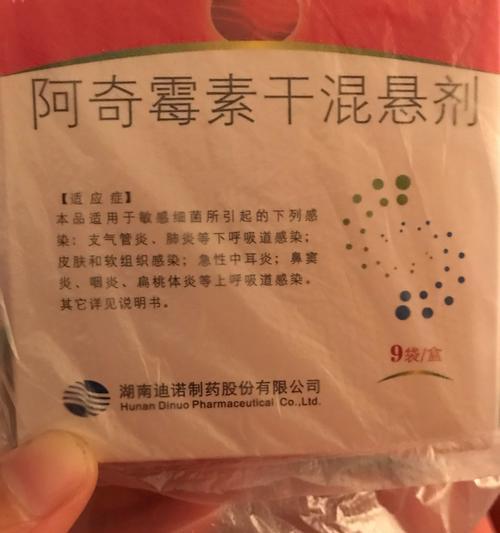 阿奇霉素干混悬剂
【适应症】
本品适用于敏感细菌所引起的下列感
染：支气管炎、肺炎等下呼吸道感染；
皮肤和软组织感染；急性中耳炎；鼻窦
炎、咽炎、扁桃体炎等上呼吸道感染。
其它详见说明书。
9袋/盒
湖南迪诺制药股份有限公司
Hunan Dinuo Pharmaceutical Co.,Ltd.